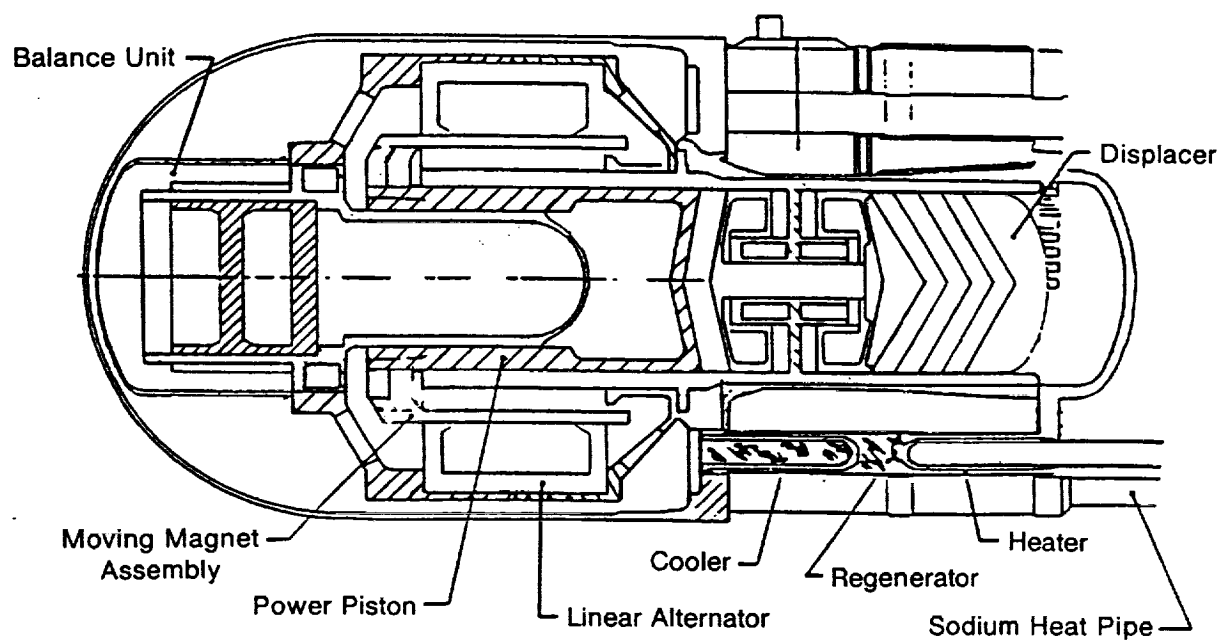 Balance Unit
Displacer
Moving Magnet
Assembly
Power Piston
Linear Alternator
Cooler
Regenerator
Heater
Sodium Heat Pipe